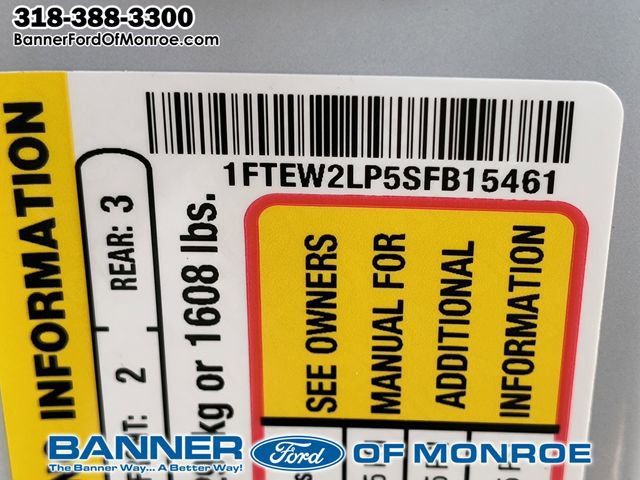 318-388-3300
BannerFordOfMonroe.com
1FTEW2LP5SFB15461
INFORMATION
REAR: 3
2
kg or 1608 lbs.
SEE OWNERS
MANUAL FOR
ADDITIONAL
INFORMATION
BANNER Ford OF MONROE
The Banner Way... A Better Way!